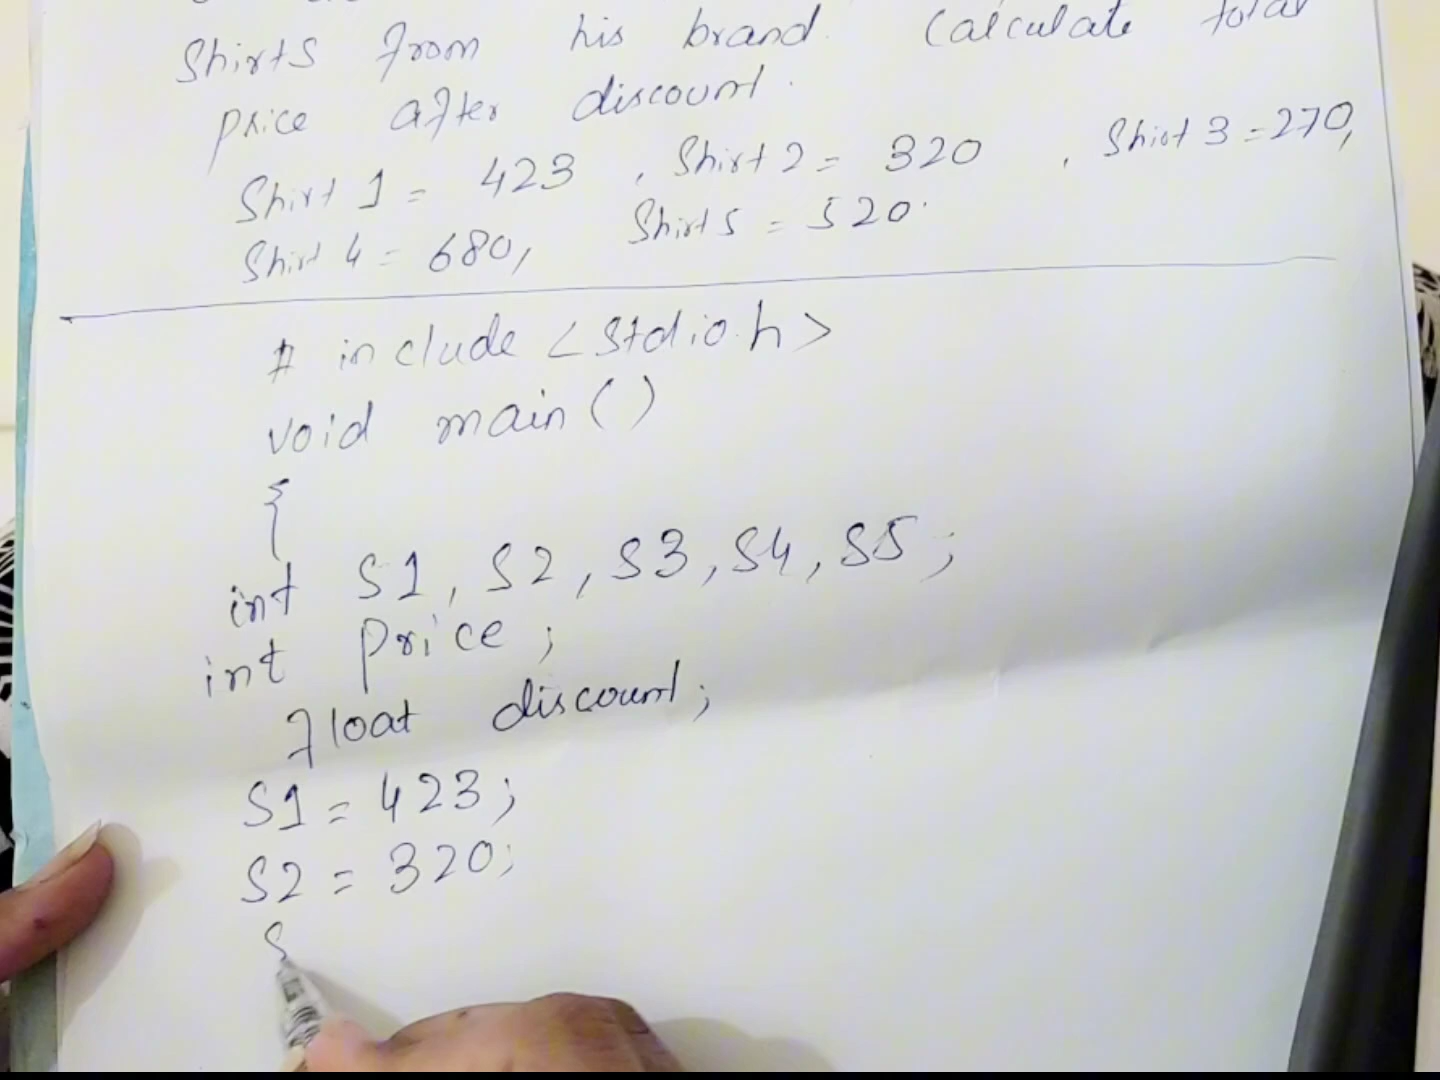 Shirts from his brand. Calculate total
price after discount.
Shirt 1 = 423, Shirt 2 = 320, Shirt 3 = 270,
Shirt 4 = 680, Shirt 5 = 520.
# include <stdio.h>
void main()
{
int S1, S2, S3, S4, S5;
int price;
float discount;
S1 = 423;
S2 = 320;
S